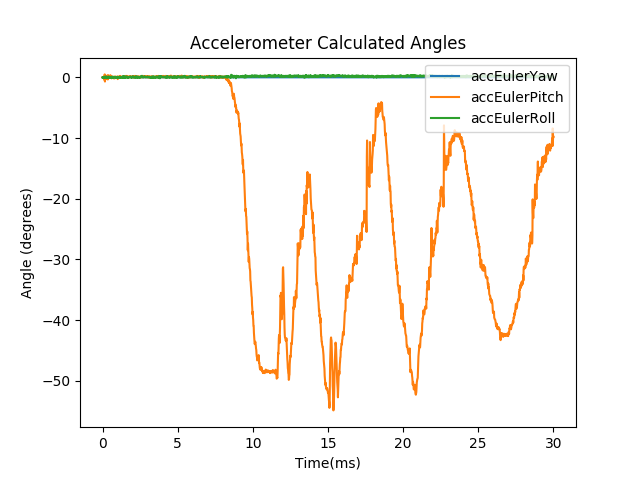 Accelerometer Calculated Angles
accEulerYaw
accEulerPitch
accEulerRoll
Angle (degrees)
0
−10
−20
−30
−40
−50
0 5 10 15 20 25 30
Time(ms)